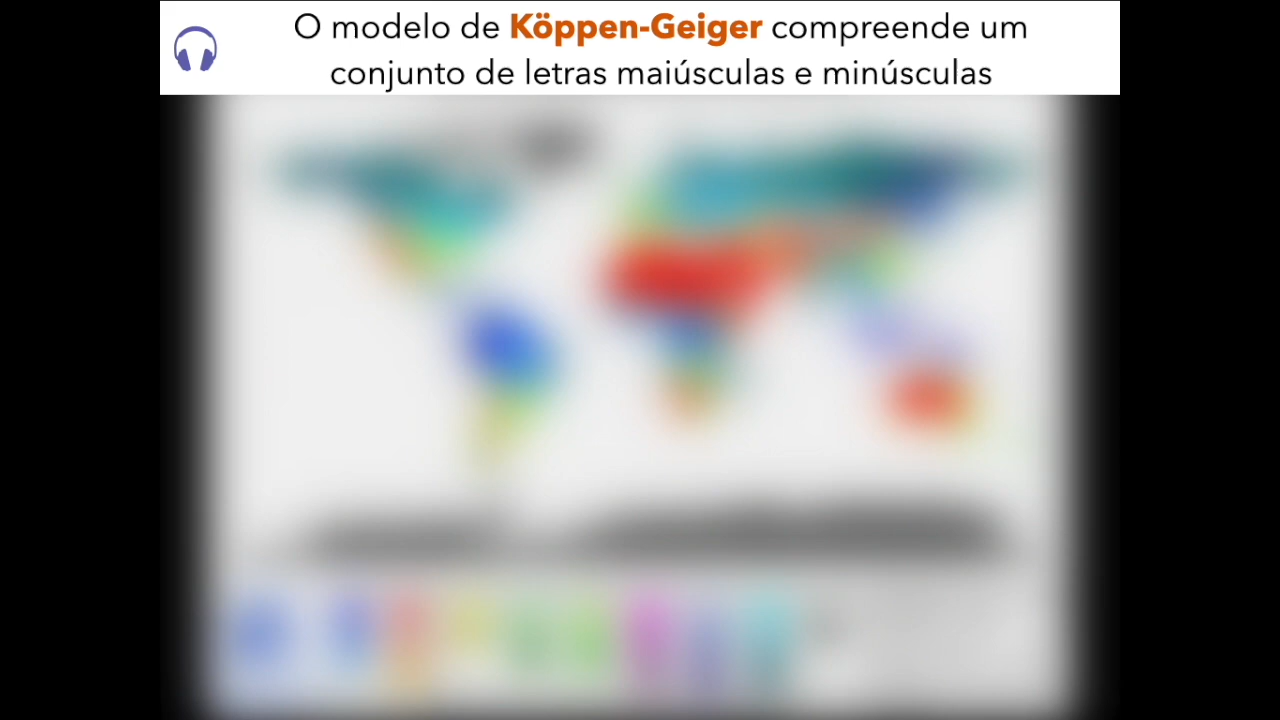 O modelo de Köppen-Geiger compreende um
conjunto de letras maiúsculas e minúsculas